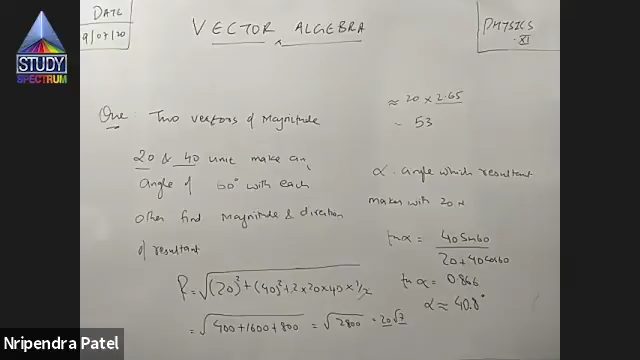 DATE
9/07/20
VECTOR ALGEBRA
PHYSICS
XI
STUDY
SPECTRUM
Que: Two vectors of Magnitude
20 & 40 unit make an
angle of 60° with each
other find Magnitude & direction
of resultant
R = √(20)² + (40)² + 2 × 20 × 40 × 1/2
= √400 + 1600 + 800 = √2800 = 20√7
≈ 20 × 2.65
~ 53
α. angle which resultant
makes with 20
tan α = 40 Sin 60 / 20 + 40 cos 60
tan α = 0.866
α ≈ 40.8°
Nripendra Patel